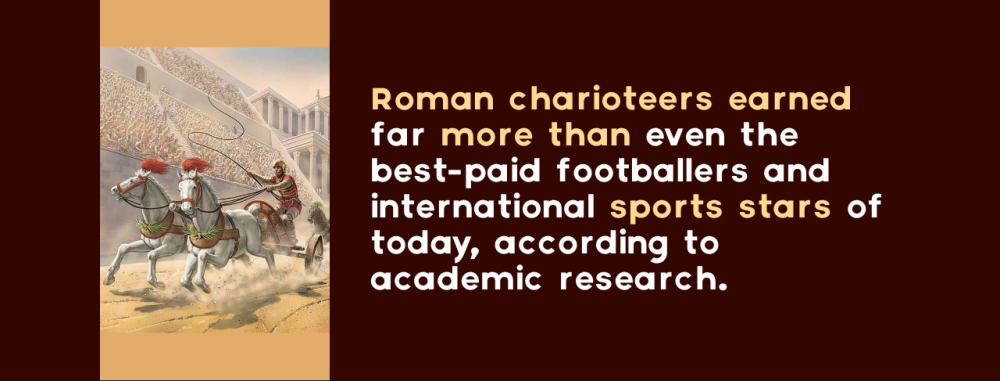 Roman charioteers earned
far more than even the
best-paid footballers and
international sports stars of
today, according to
academic research.